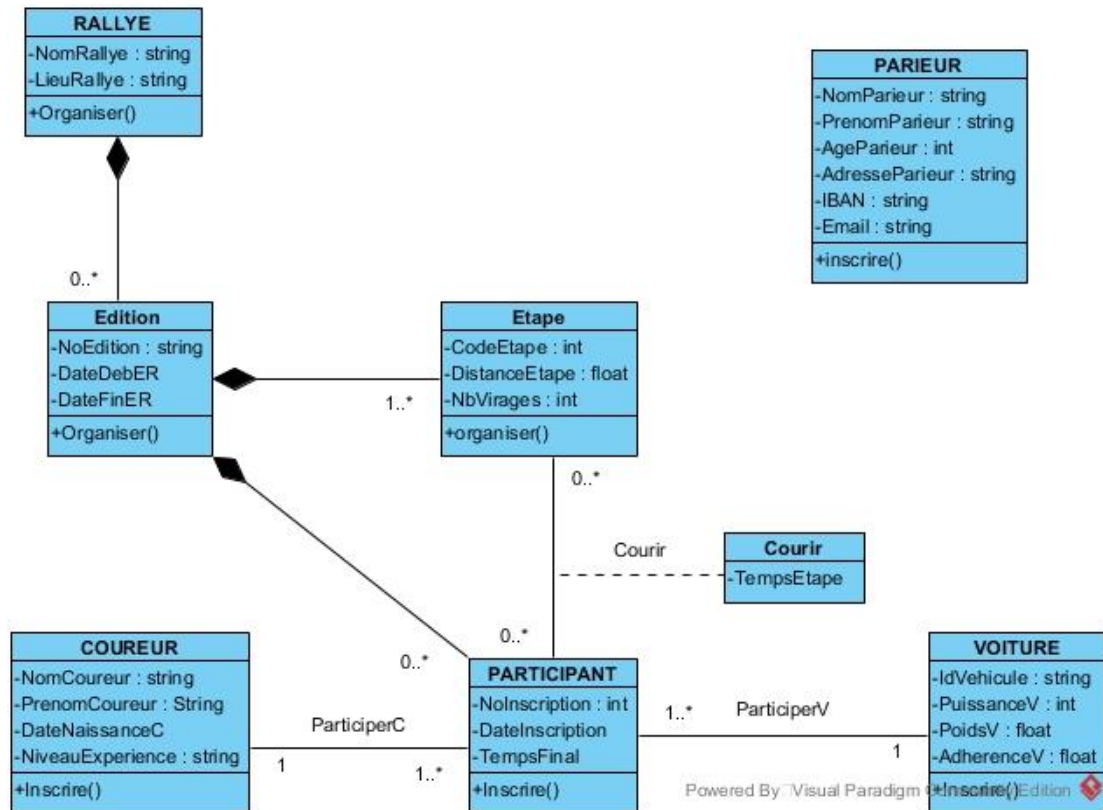 RALLYE
-NomRallye : string
-LieuRallye : string
+Organiser()
PARIEUR
-NomParieur : string
-PrenomParieur : string
-AgeParieur : int
-AdresseParieur : string
-IBAN : string
-Email : string
+inscrire()
0..*
Edition
-NoEdition : string
-DateDebER
-DateFinER
+Organiser()
1..*
Etape
-CodeEtape : int
-DistanceEtape : float
-NbVirages : int
+organiser()
0..*
Courir
Courir
-TempsEtape
0..*
0..*
COUREUR
-NomCoureur : string
-PrenomCoureur : String
-DateNaissanceC
-NiveauExperience : string
+Inscrire()
ParticiperC
1
1..*
PARTICIPANT
-NoInscription : int
-DateInscription
-TempsFinal
+Inscrire()
1..*
ParticiperV
1
VOITURE
-IdVehicule : string
-PuissanceV : int
-PoidsV : float
-AdherenceV : float
+Inscrire()
Powered By Visual Paradigm Edition